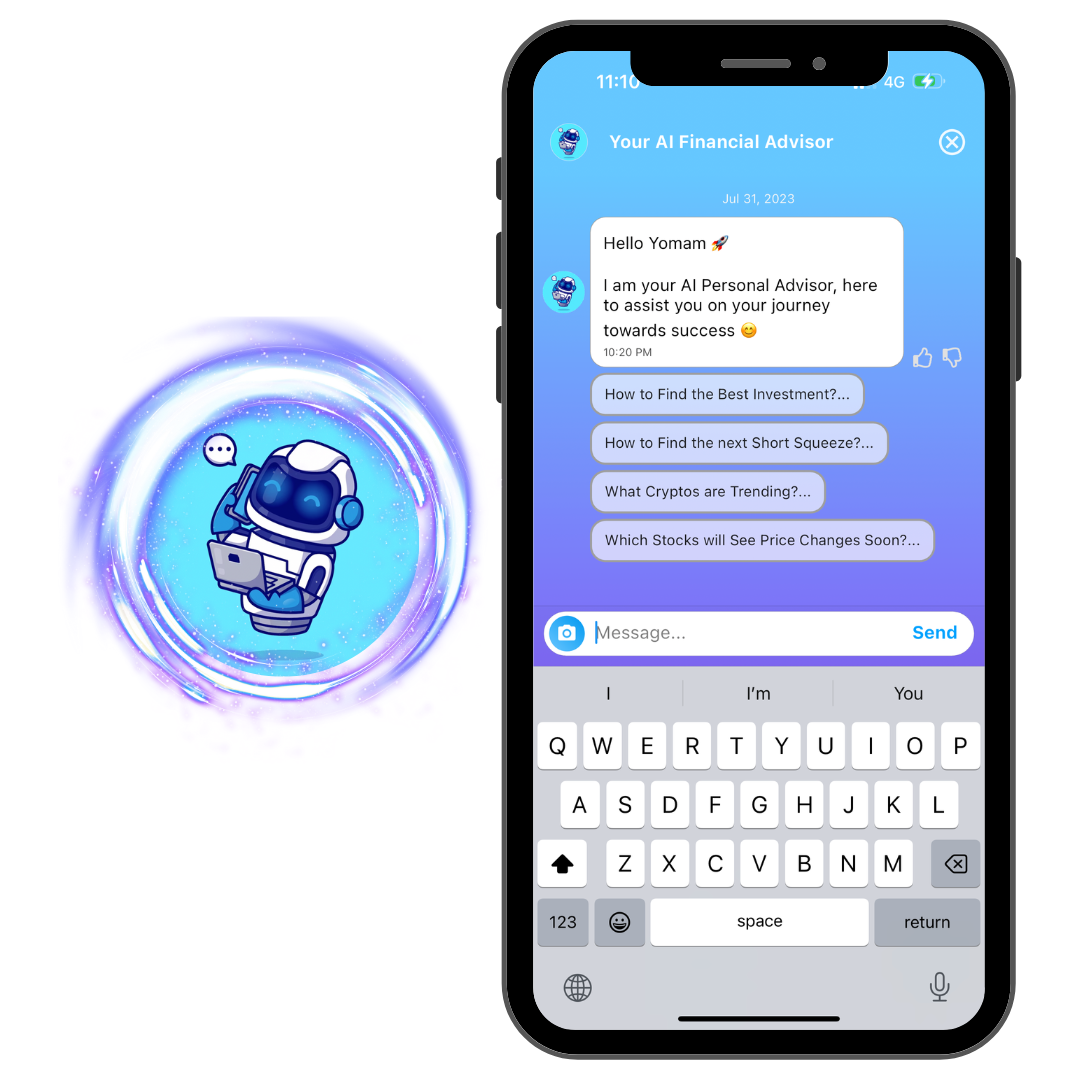 11:10
4G
Your AI Financial Advisor
Jul 31, 2023
Hello Yomam 🚀
I am your AI Personal Advisor, here
to assist you on your journey
towards success 😊
10:20 PM
How to Find the Best Investment?...
How to Find the next Short Squeeze?...
What Cryptos are Trending?...
Which Stocks will See Price Changes Soon?...
Message...
Send
I I’m You
Q W E R T Y U I O P
A S D F G H J K L
Z X C V B N M
123 space return